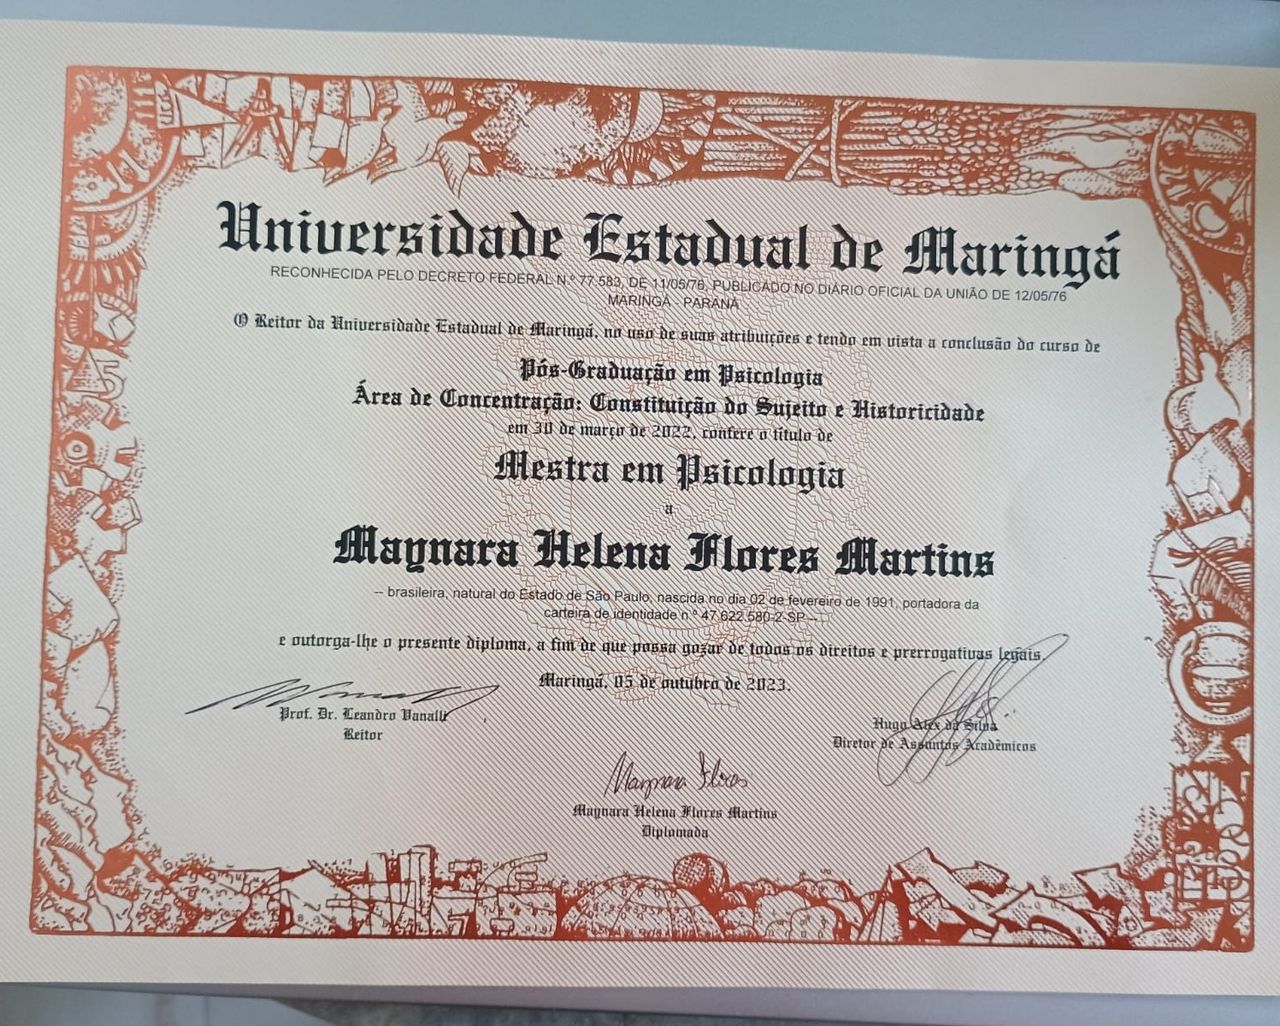 Universidade Estadual de Maringá
RECONHECIDA PELO DECRETO FEDERAL N.º 77.583, DE 11/05/76, PUBLICADO NO DIÁRIO OFICIAL DA UNIÃO DE 12/05/76
MARINGÁ - PARANÁ
O Reitor da Universidade Estadual de Maringá, no uso de suas atribuições e tendo em vista a conclusão do curso de
Pós-Graduação em Psicologia
Área de Concentração: Constituição do Sujeito e Historicidade
em 30 de março de 2022, confere o título de
Mestra em Psicologia
a
Maynara Helena Flores Martins
-- brasileira, natural do Estado de São Paulo, nascida no dia 02 de fevereiro de 1991, portadora da
carteira de identidade n.º 47.622.580-2-SP --
e outorga-lhe o presente diploma, a fim de que possa gozar de todos os direitos e prerrogativas legais.
Maringá, 05 de outubro de 2023.
Prof. Dr. Leandro Vanalli
Reitor
Hugo Alex da Silva
Diretor de Assuntos Acadêmicos
Maynara Flores
Maynara Helena Flores Martins
Diplomada